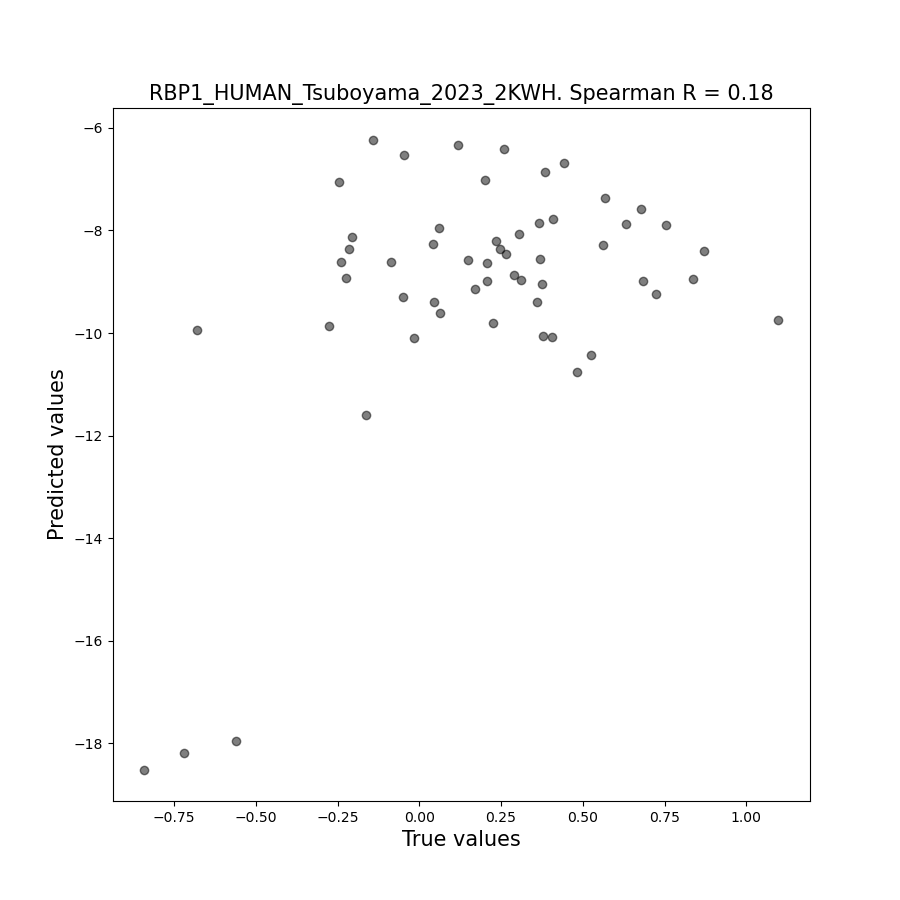 RBP1_HUMAN_Tsuboyama_2023_2KWH. Spearman R = 0.18
Predicted values
−6
−8
−10
−12
−14
−16
−18
−0.75 −0.50 −0.25 0.00 0.25 0.50 0.75 1.00
True values